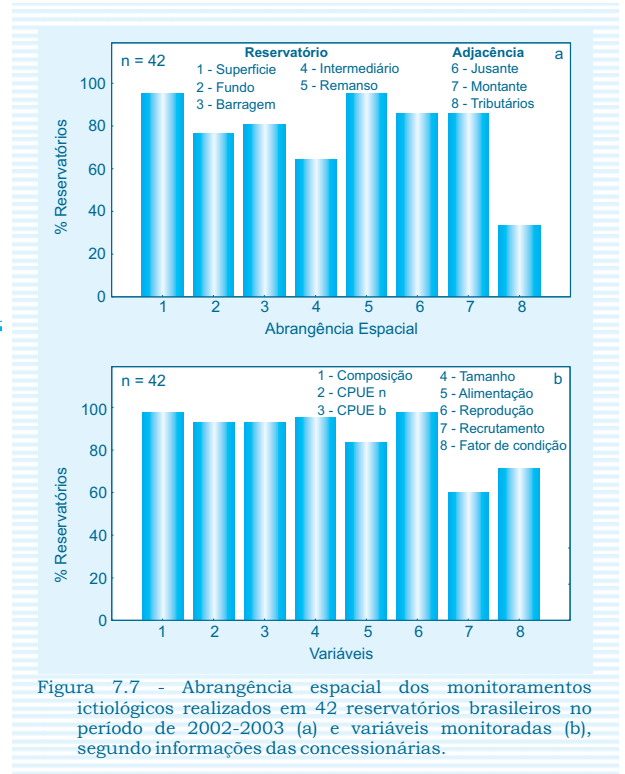 n = 42
Reservatório
1 - Superficie
2 - Fundo
3 - Barragem
4 - Intermediário
5 - Remanso
Adjacência
6 - Jusante
7 - Montante
8 - Tributários
a
% Reservatórios
100
80
60
40
20
0
1 2 3 4 5 6 7 8
Abrangência Espacial
n = 42
1 - Composição
2 - CPUE n
3 - CPUE b
4 - Tamanho
5 - Alimentação
6 - Reprodução
7 - Recrutamento
8 - Fator de condição
b
% Reservatórios
100
80
60
40
20
0
1 2 3 4 5 6 7 8
Variáveis
Figura 7.7 - Abrangência espacial dos monitoramentos
ictiológicos realizados em 42 reservatórios brasileiros no
período de 2002-2003 (a) e variáveis monitoradas (b),
segundo informações das concessionárias.